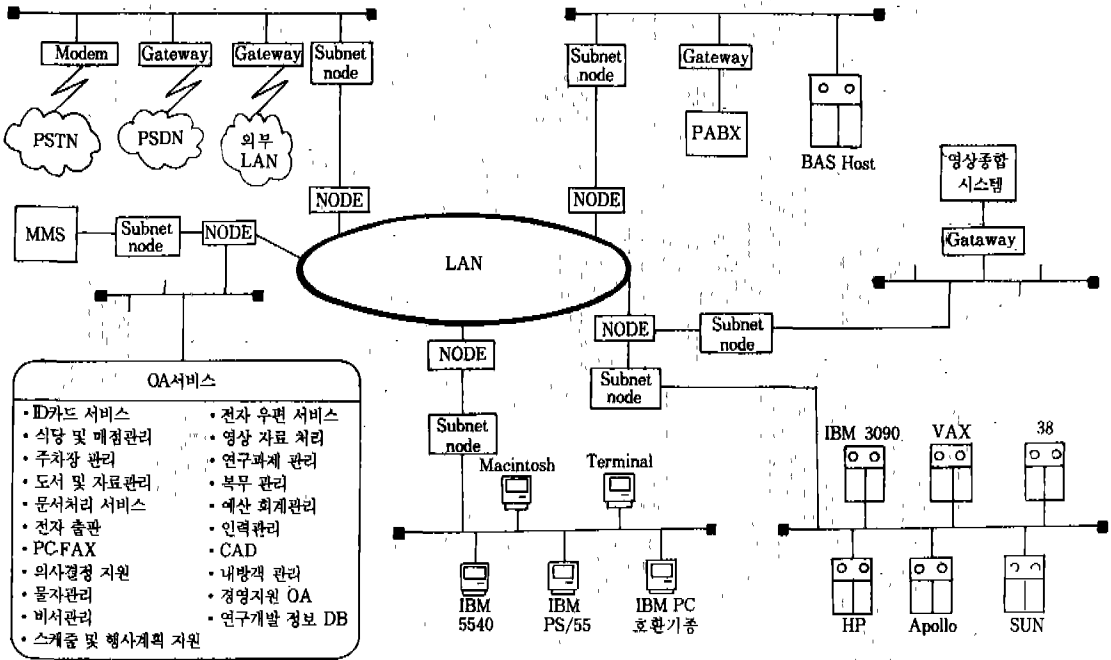 Modem
Gateway
Gateway
Subnet
node
PSTN
PSDN
외부
LAN
NODE
Subnet
node
Gateway
PABX
BAS Host
NODE
영상종합
시스템
Gataway
MMS
Subnet
node
NODE
LAN
NODE
Subnet
node
NODE
Subnet
node
Subnet
node
OA서비스
· ID카드 서비스
· 식당 및 매점관리
· 주차장 관리
· 도서 및 자료관리
· 문서처리 서비스
· 전자 출판
· PC-FAX
· 의사결정 지원
· 물자관리
· 비서관리
· 스케줄 및 행사계획 지원
· 전자 우편 서비스
· 영상 자료 처리
· 연구과제 관리
· 복무 관리
· 예산 회계관리
· 인력관리
· CAD
· 내방객 관리
· 경영지원 OA
· 연구개발 정보 DB
Macintosh
Terminal
IBM
5540
IBM
PS/55
IBM PC
호환기종
IBM 3090
VAX
38
HP
Apollo
SUN